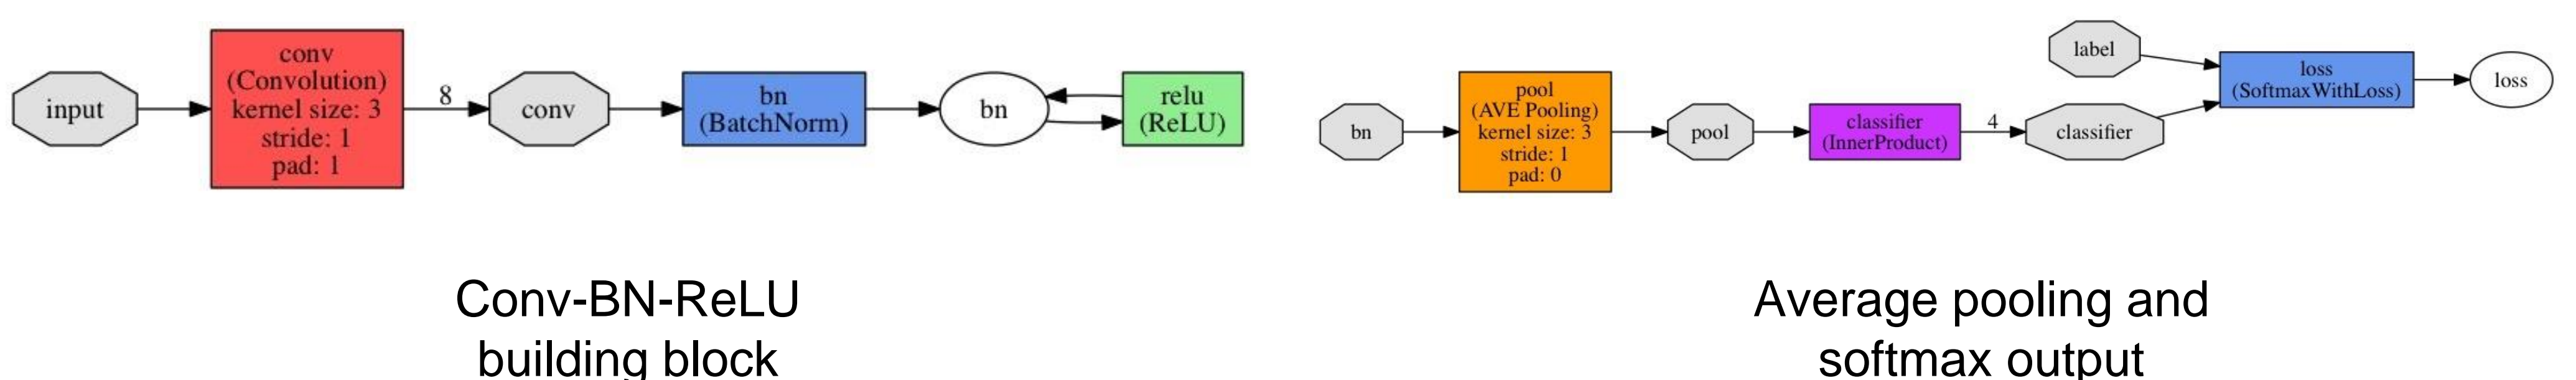 input
conv
(Convolution)
kernel size: 3
stride: 1
pad: 1
8
conv
bn
(BatchNorm)
bn
relu
(ReLU)
Conv-BN-ReLU
building block
bn
pool
(AVE Pooling)
kernel size: 3
stride: 1
pad: 0
pool
classifier
(InnerProduct)
4
label
classifier
loss
(SoftmaxWithLoss)
loss
Average pooling and
softmax output